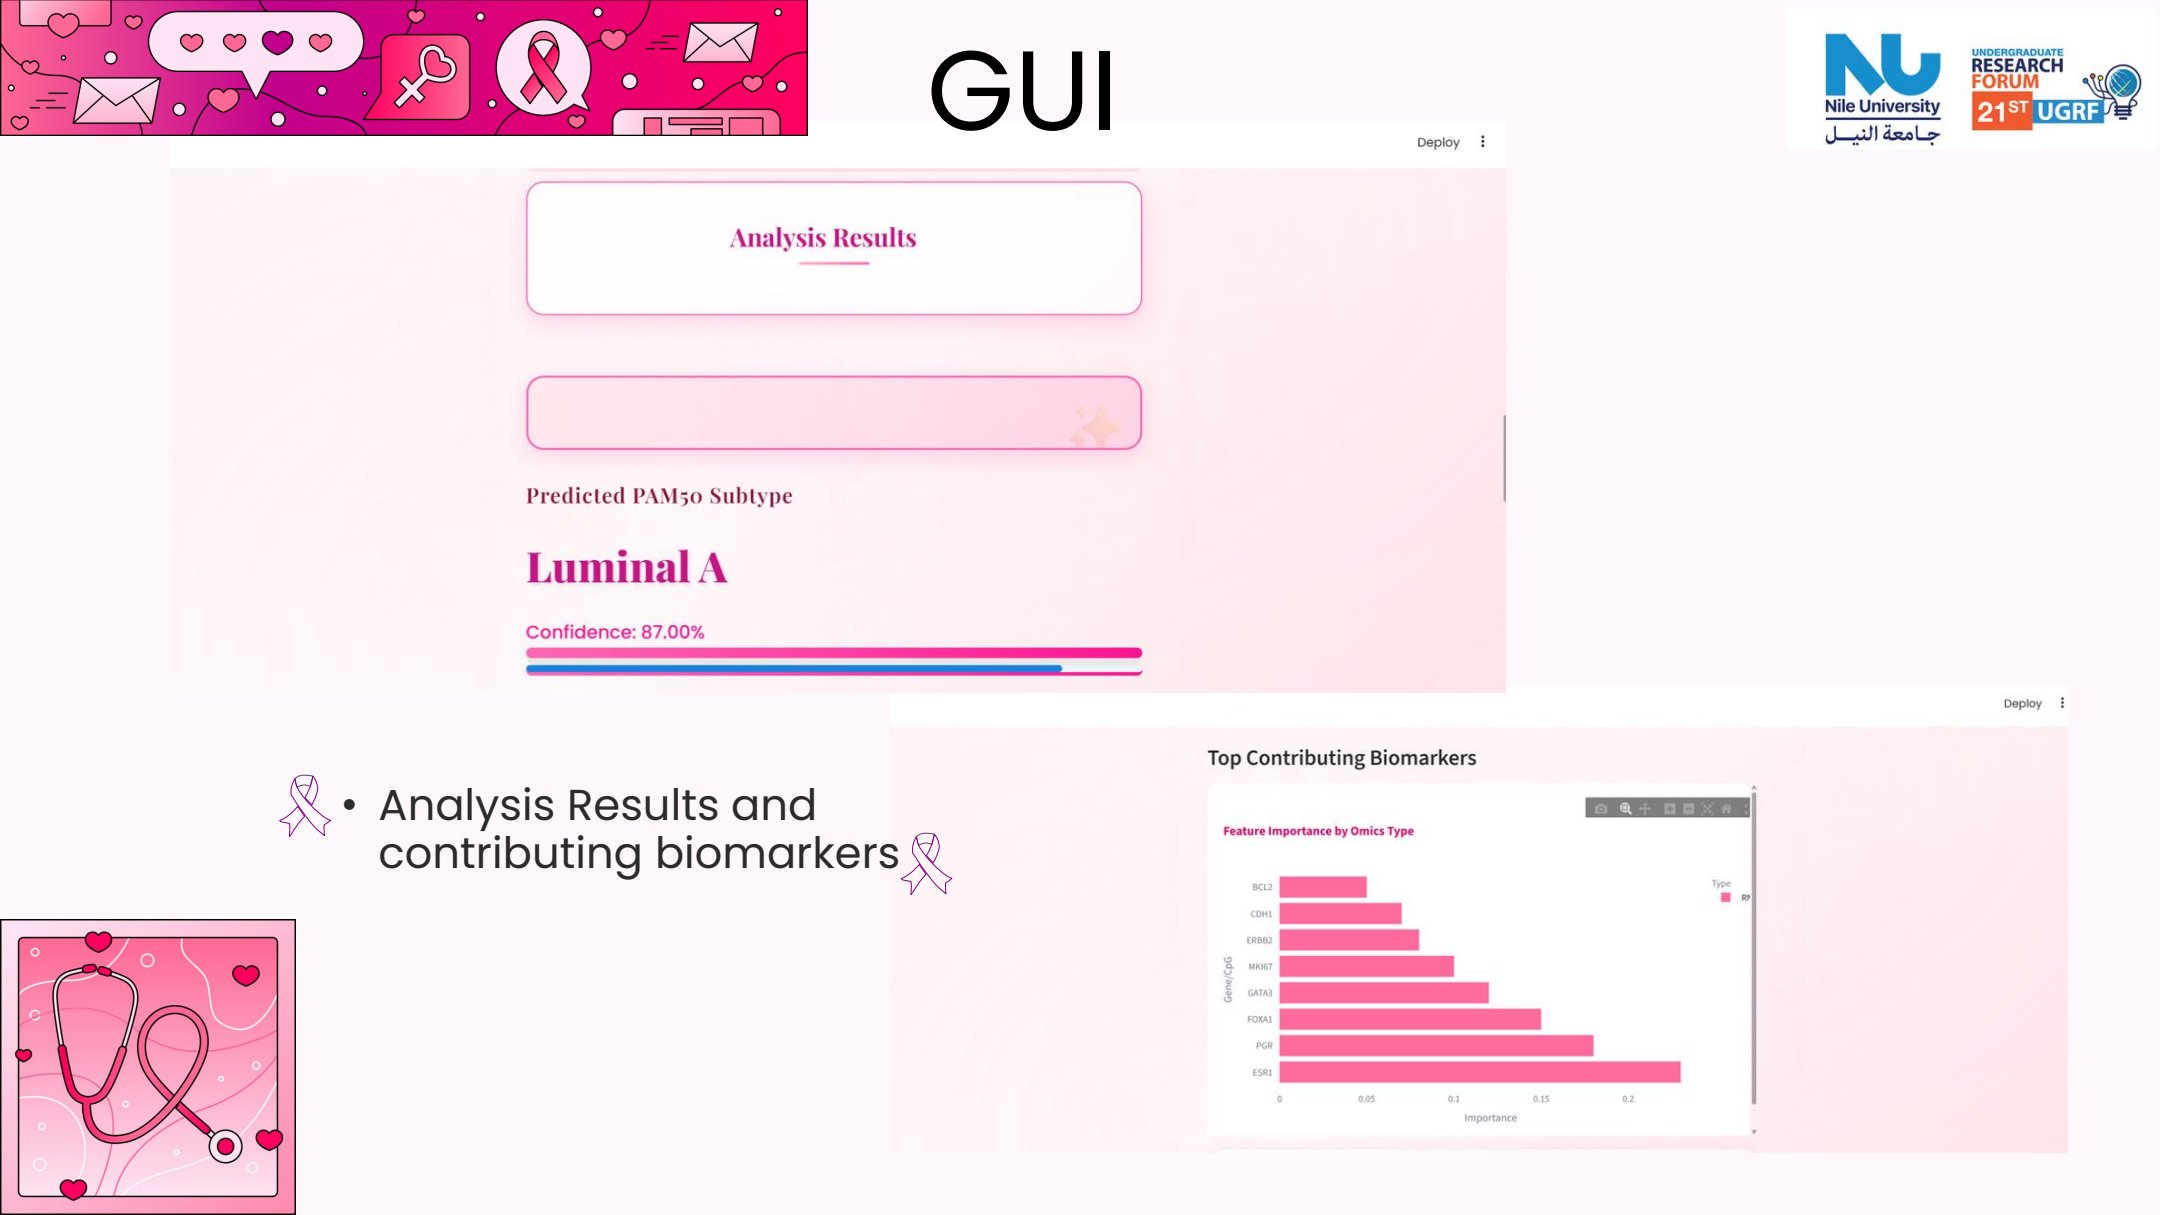 GUI
Nile University
جامعة النيل
UNDERGRADUATE
RESEARCH
FORUM
21ST UGRF
Deploy
Analysis Results
Predicted PAM50 Subtype
Luminal A
Confidence: 87.00%
• Analysis Results and
contributing biomarkers
Deploy
Top Contributing Biomarkers
Feature Importance by Omics Type
Type
Gene/CpG
BCL2
CDH1
ERBB2
MKI67
GATA3
FOXA1
PGR
ESR1
0 0.05 0.1 0.15 0.2
Importance